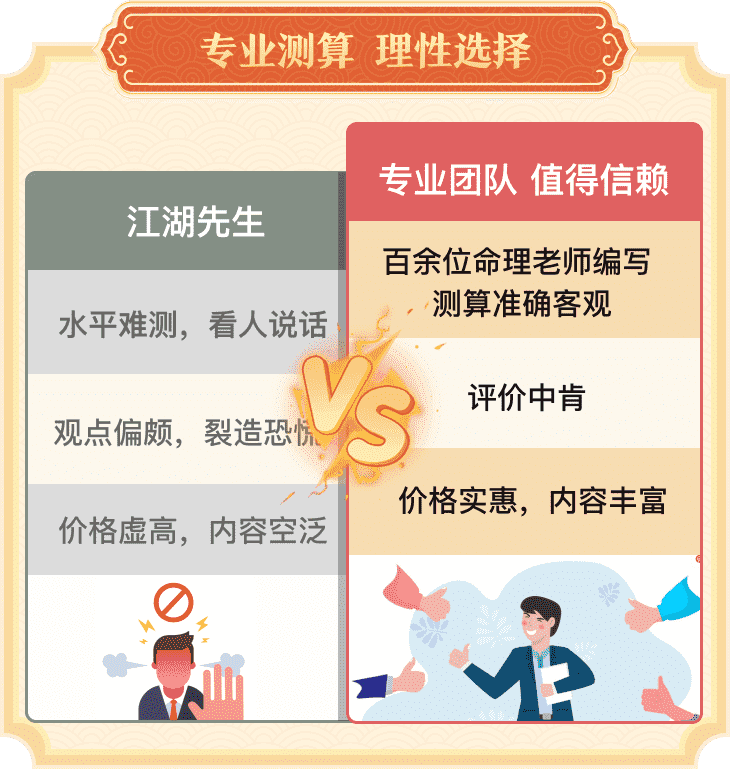 专业测算 理性选择
江湖先生
水平难测，看人说话
观点偏颇，裂造恐慌
价格虚高，内容空泛
VS
专业团队 值得信赖
百余位命理老师编写
测算准确客观
评价中肯
价格实惠，内容丰富